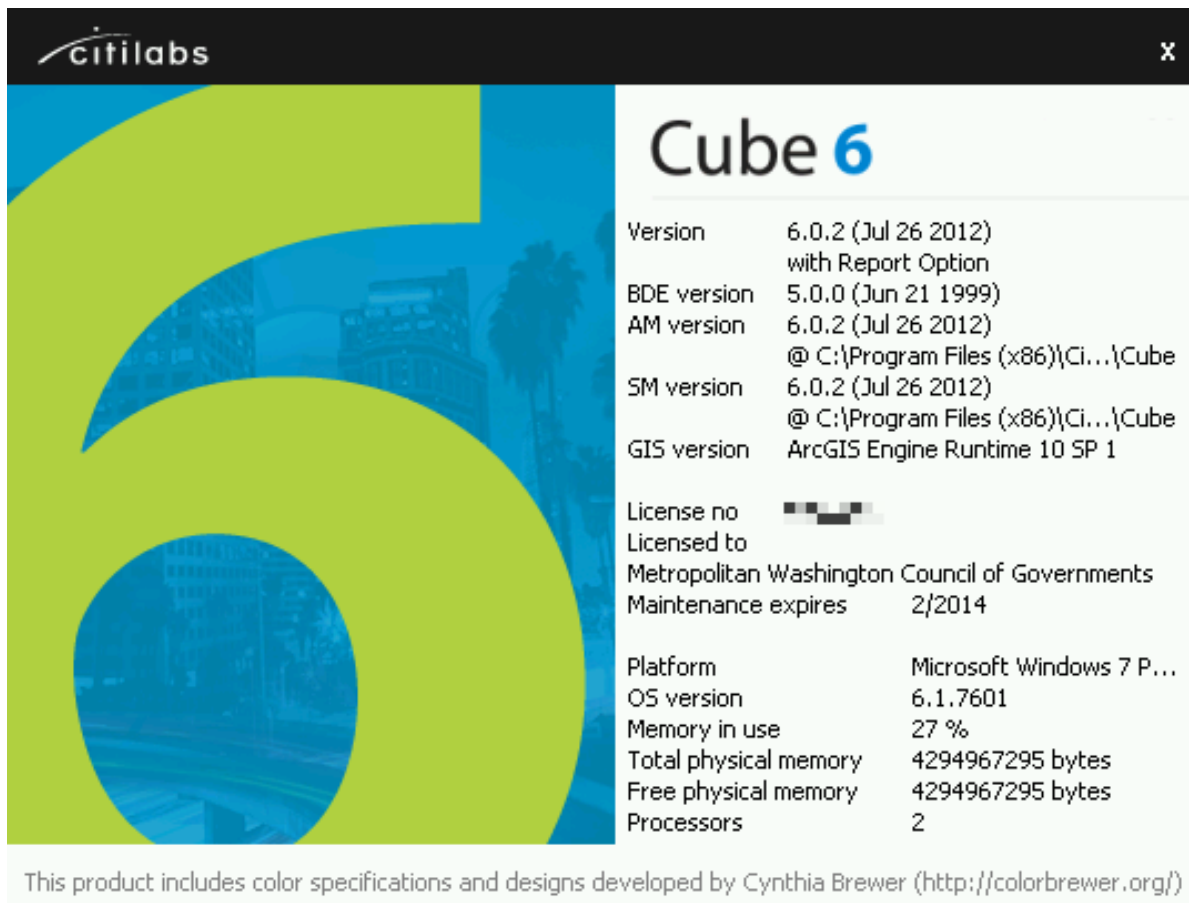 citilabs X
Cube 6
Version 6.0.2 (Jul 26 2012)
with Report Option
BDE version 5.0.0 (Jun 21 1999)
AM version 6.0.2 (Jul 26 2012)
@ C:\Program Files (x86)\Ci...\Cube
SM version 6.0.2 (Jul 26 2012)
@ C:\Program Files (x86)\Ci...\Cube
GIS version ArcGIS Engine Runtime 10 SP 1
License no
Licensed to
Metropolitan Washington Council of Governments
Maintenance expires 2/2014
Platform Microsoft Windows 7 P...
OS version 6.1.7601
Memory in use 27 %
Total physical memory 4294967295 bytes
Free physical memory 4294967295 bytes
Processors 2
This product includes color specifications and designs developed by Cynthia Brewer (http://colorbrewer.org/)